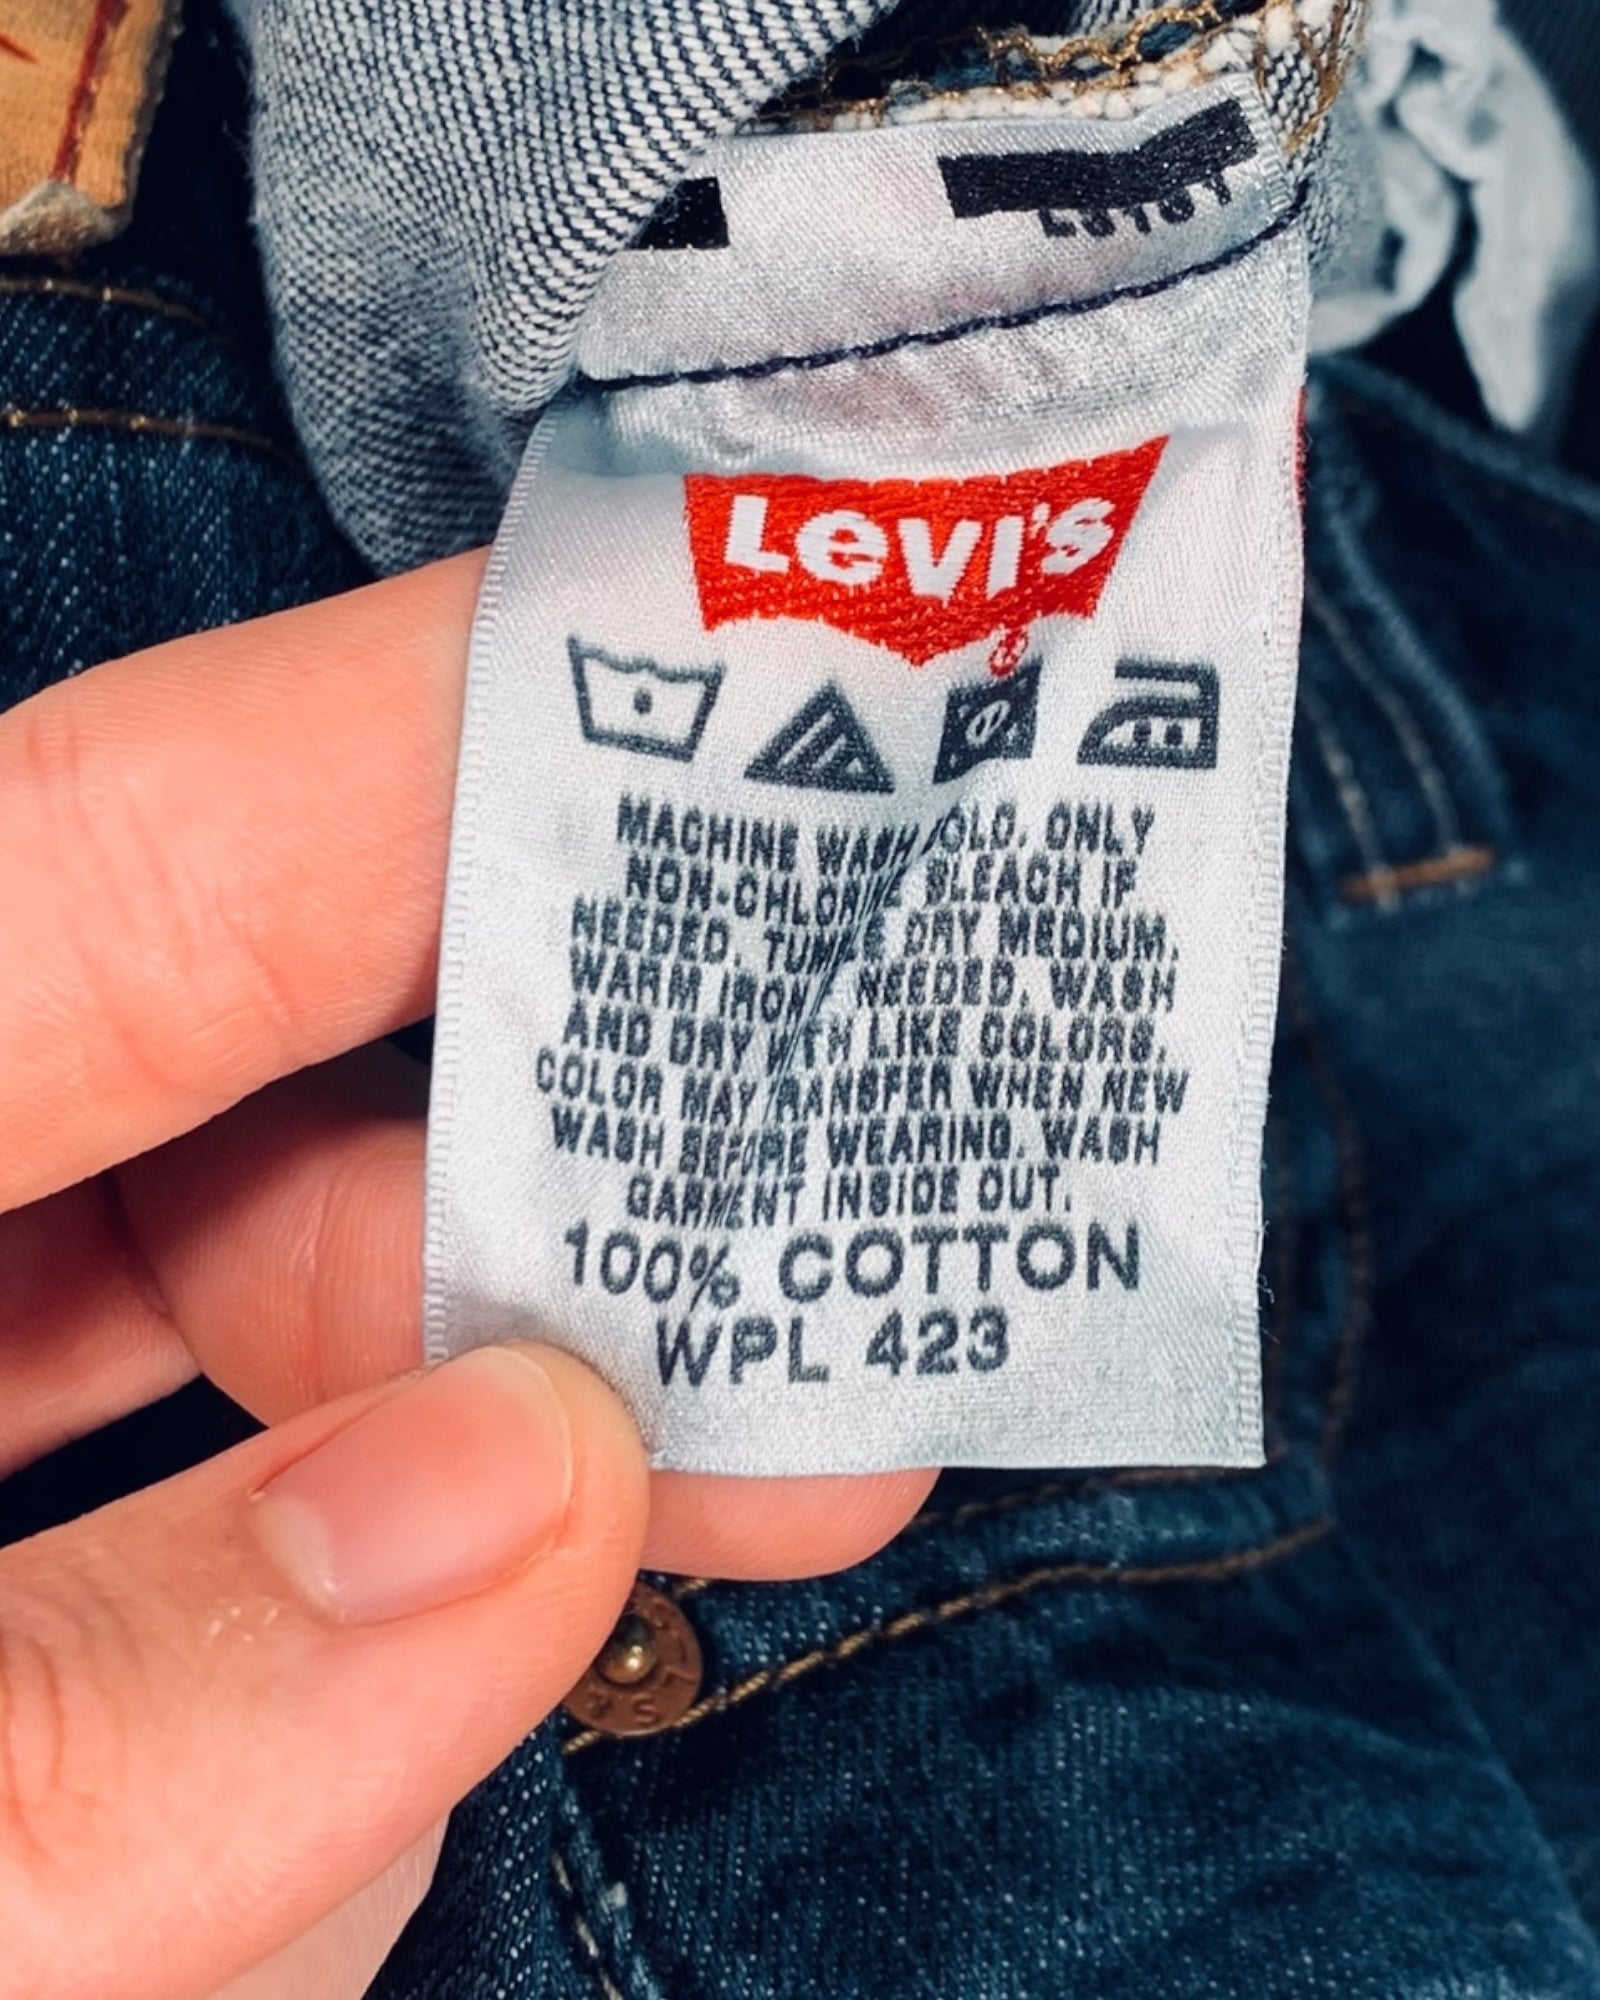 Levi's
®
MACHINE WASH COLD. ONLY
NON-CHLORINE BLEACH IF
NEEDED. TUMBLE DRY MEDIUM.
WARM IRON IF NEEDED. WASH
AND DRY WITH LIKE COLORS.
COLOR MAY TRANSFER WHEN NEW
WASH BEFORE WEARING. WASH
GARMENT INSIDE OUT.
100% COTTON
WPL 423